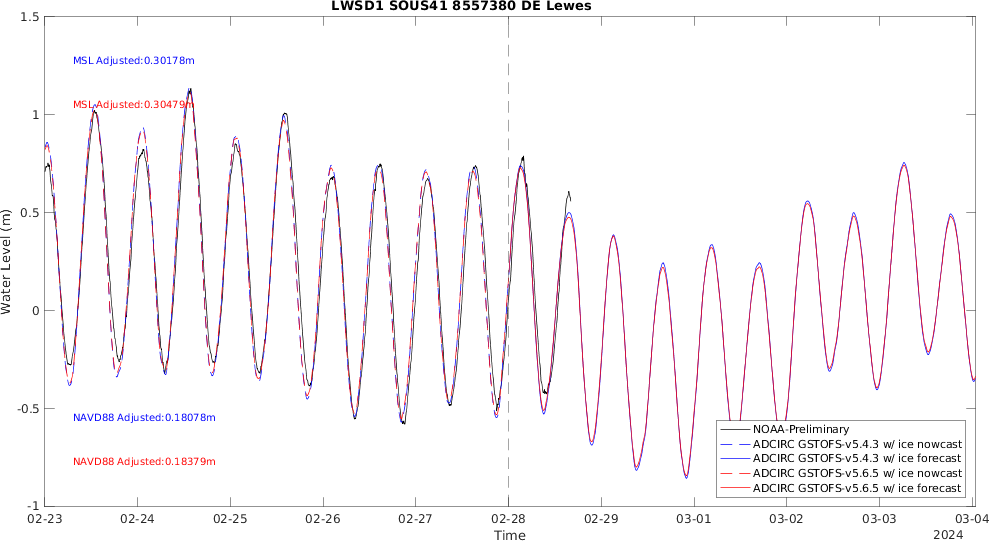 LWSD1 SOUS41 8557380 DE Lewes
1.5
1
0.5
0
-0.5
-1
Water Level (m)
MSL Adjusted:0.30178m
MSL Adjusted:0.30479m
NAVD88 Adjusted:0.18078m
NAVD88 Adjusted:0.18379m
NOAA-Preliminary
ADCIRC GSTOFS-v5.4.3 w/ ice nowcast
ADCIRC GSTOFS-v5.4.3 w/ ice forecast
ADCIRC GSTOFS-v5.6.5 w/ ice nowcast
ADCIRC GSTOFS-v5.6.5 w/ ice forecast
02-23 02-24 02-25 02-26 02-27 02-28 02-29 03-01 03-02 03-03 03-04
Time
2024